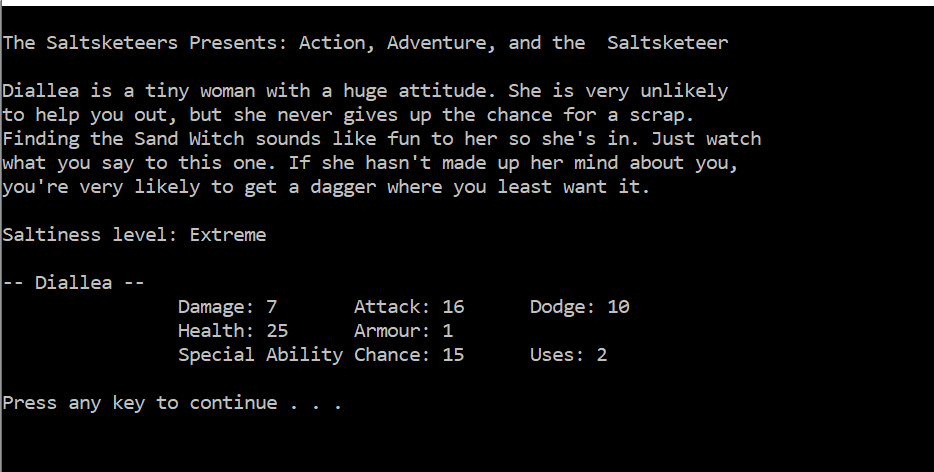 The Saltsketeers Presents: Action, Adventure, and the  Saltsketeer
Diallea is a tiny woman with a huge attitude. She is very unlikely
to help you out, but she never gives up the chance for a scrap.
Finding the Sand Witch sounds like fun to her so she's in. Just watch
what you say to this one. If she hasn't made up her mind about you,
you're very likely to get a dagger where you least want it.
Saltiness level: Extreme
-- Diallea --
Damage: 7 Attack: 16 Dodge: 10
Health: 25 Armour: 1
Special Ability Chance: 15 Uses: 2
Press any key to continue . . .